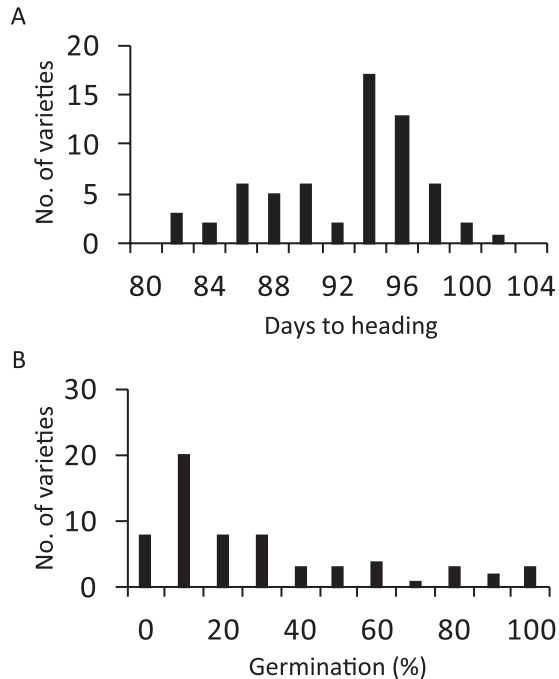 A
No. of varieties
20
15
10
5
0
80 84 88 92 96 100 104
Days to heading
B
No. of varieties
30
20
10
0
0 20 40 60 80 100
Germination (%)